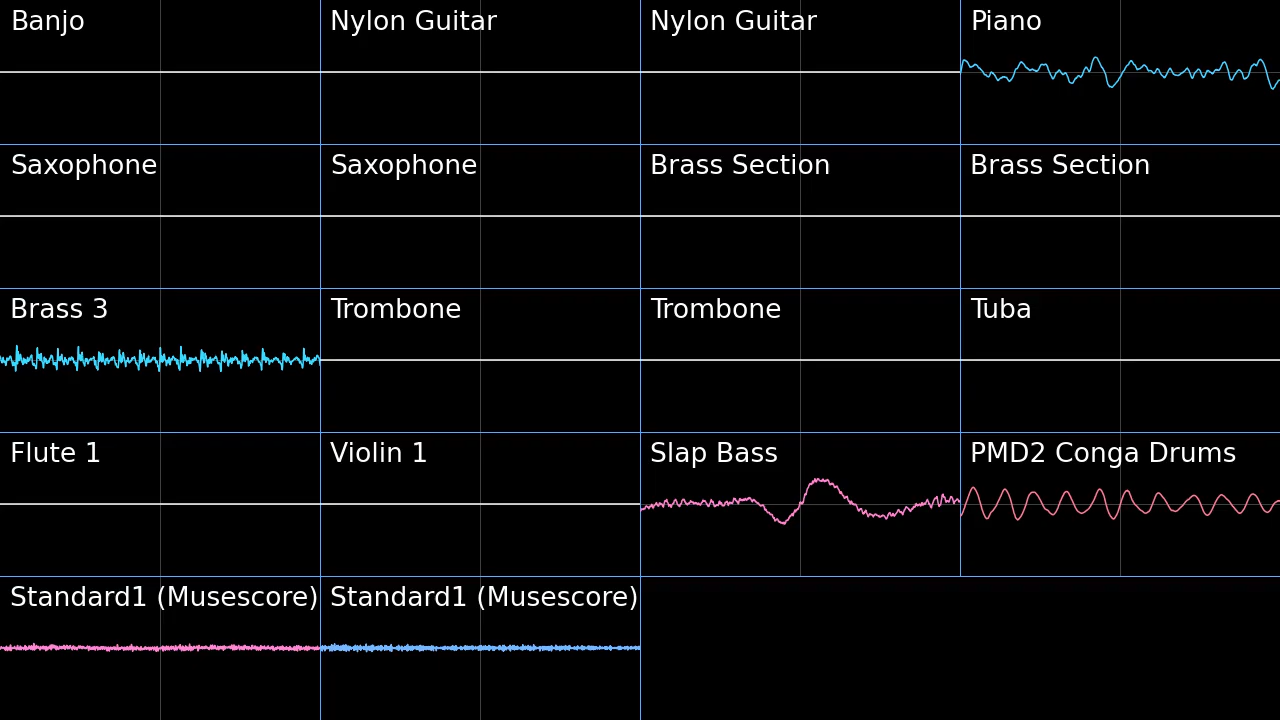 Banjo
Nylon Guitar
Nylon Guitar
Piano
Saxophone
Saxophone
Brass Section
Brass Section
Brass 3
Trombone
Trombone
Tuba
Flute 1
Violin 1
Slap Bass
PMD2 Conga Drums
Standard1 (Musescore)
Standard1 (Musescore)